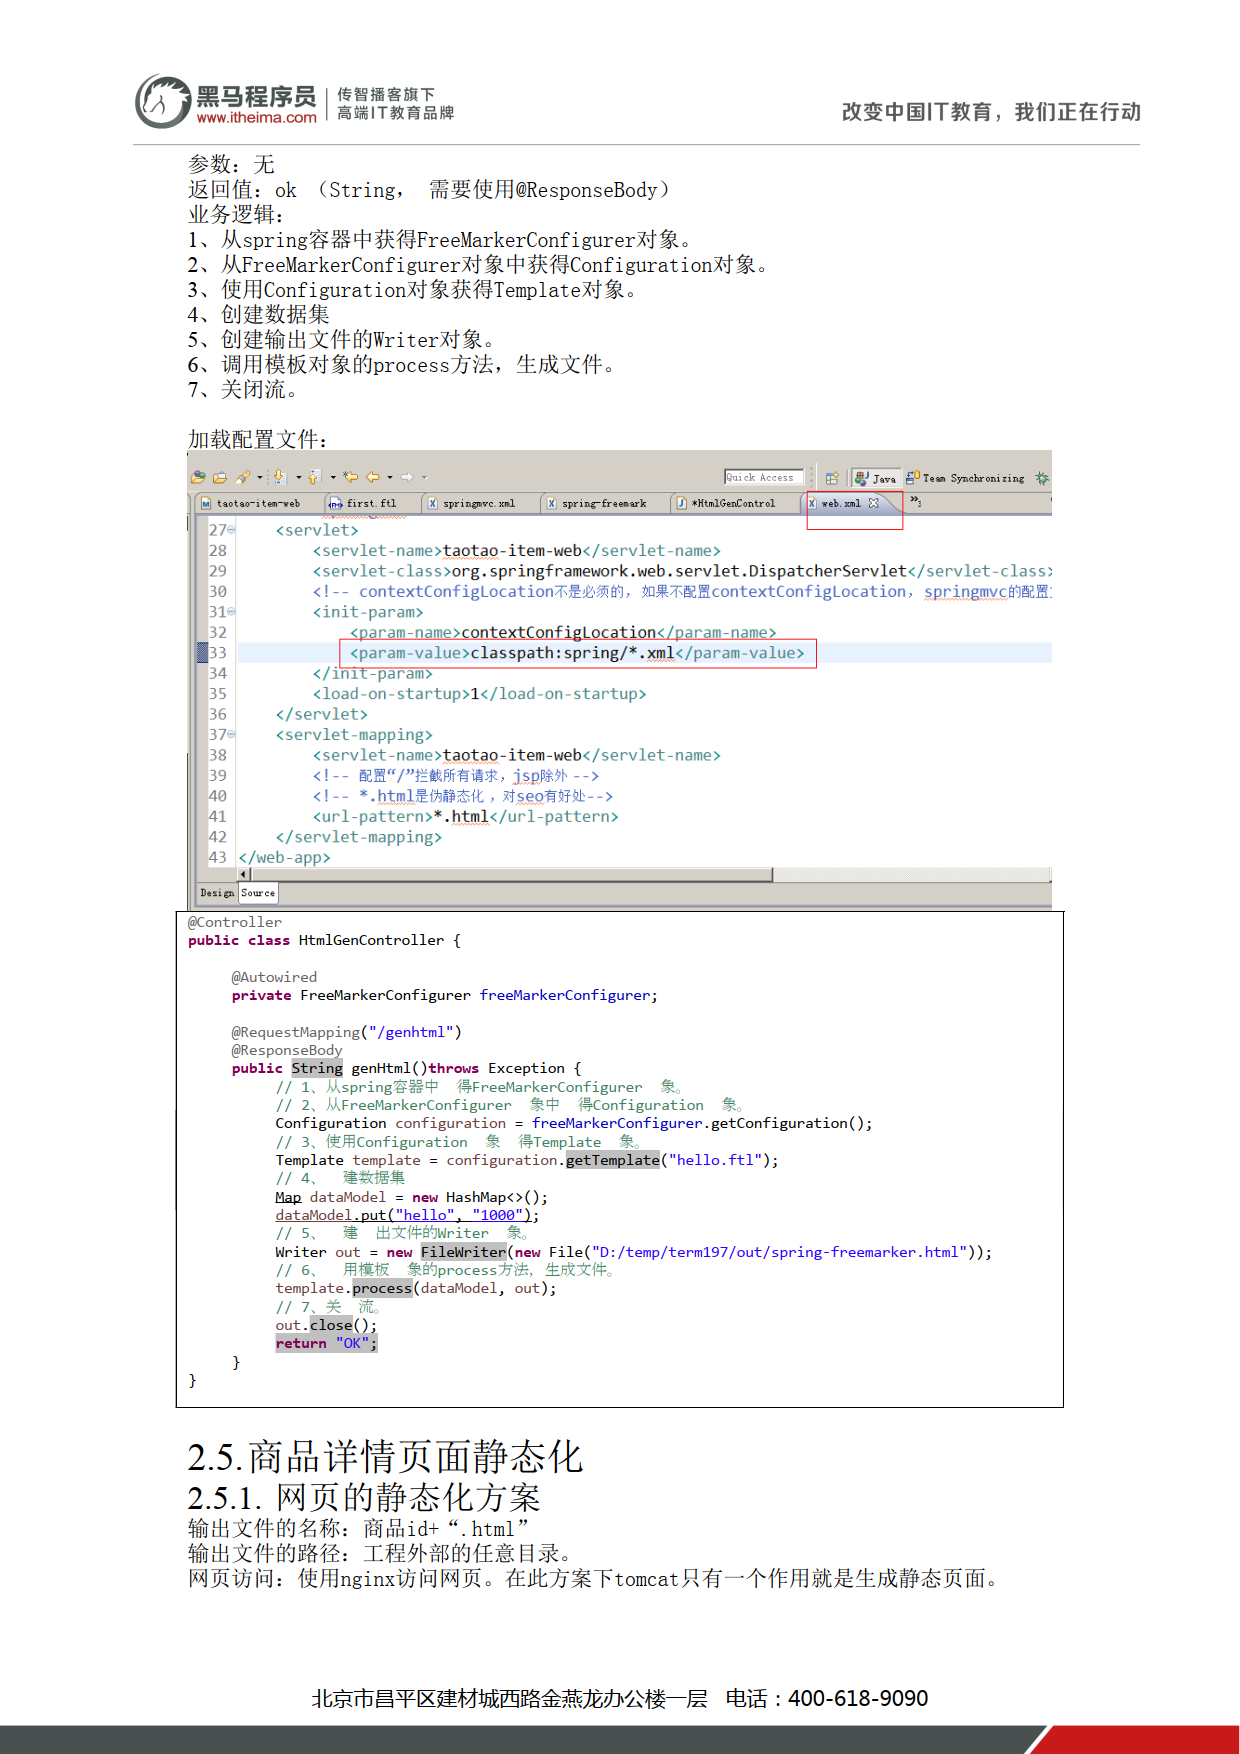 黑马程序员
www.itheima.com
传智播客旗下
高端IT教育品牌
改变中国IT教育，我们正在行动
参数：无
返回值：ok （String， 需要使用@ResponseBody）
业务逻辑：
1、从spring容器中获得FreeMarkerConfigurer对象。
2、从FreeMarkerConfigurer对象中获得Configuration对象。
3、使用Configuration对象获得Template对象。
4、创建数据集
5、创建输出文件的Writer对象。
6、调用模板对象的process方法，生成文件。
7、关闭流。
加载配置文件：
Quick Access Java Team Synchronizing
taotao-item-web first.ftl springmvc.xml spring-freemark *HtmlGenControl web.xml
27 <servlet>
28 <servlet-name>taotao-item-web</servlet-name>
29 <servlet-class>org.springframework.web.servlet.DispatcherServlet</servlet-class>
30 <!-- contextConfigLocation不是必须的，如果不配置contextConfigLocation，springmvc的配置
31 <init-param>
32 <param-name>contextConfigLocation</param-name>
33 <param-value>classpath:spring/*.xml</param-value>
34 </init-param>
35 <load-on-startup>1</load-on-startup>
36 </servlet>
37 <servlet-mapping>
38 <servlet-name>taotao-item-web</servlet-name>
39 <!-- 配置“/”拦截所有请求，jsp除外 -->
40 <!-- *.html是伪静态化，对seo有好处-->
41 <url-pattern>*.html</url-pattern>
42 </servlet-mapping>
43 </web-app>
Design Source
@Controller
public class HtmlGenController {
@Autowired
private FreeMarkerConfigurer freeMarkerConfigurer;
@RequestMapping("/genhtml")
@ResponseBody
public String genHtml()throws Exception {
// 1、从spring容器中 得FreeMarkerConfigurer 象。
// 2、从FreeMarkerConfigurer 象中 得Configuration 象。
Configuration configuration = freeMarkerConfigurer.getConfiguration();
// 3、使用Configuration 象 得Template 象。
Template template = configuration.getTemplate("hello.ftl");
// 4、 建数据集
Map dataModel = new HashMap<>();
dataModel.put("hello", "1000");
// 5、 建 出文件的Writer 象。
Writer out = new FileWriter(new File("D:/temp/term197/out/spring-freemarker.html"));
// 6、 用模板 象的process方法，生成文件。
template.process(dataModel, out);
// 7、关 流。
out.close();
return "OK";
}
}
2.5. 商品详情页面静态化
2.5.1. 网页的静态化方案
输出文件的名称：商品id+“.html”
输出文件的路径：工程外部的任意目录。
网页访问：使用nginx访问网页。在此方案下tomcat只有一个作用就是生成静态页面。
北京市昌平区建材城西路金燕龙办公楼一层 电话：400-618-9090